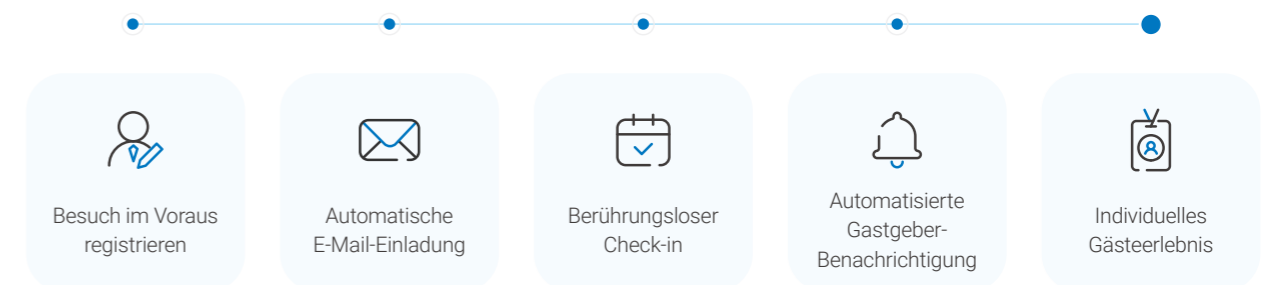 Besuch im Voraus
registrieren
Automatische
E-Mail-Einladung
Berührungsloser
Check-in
Automatisierte
Gastgeber-
Benachrichtigung
Individuelles
Gästeerlebnis